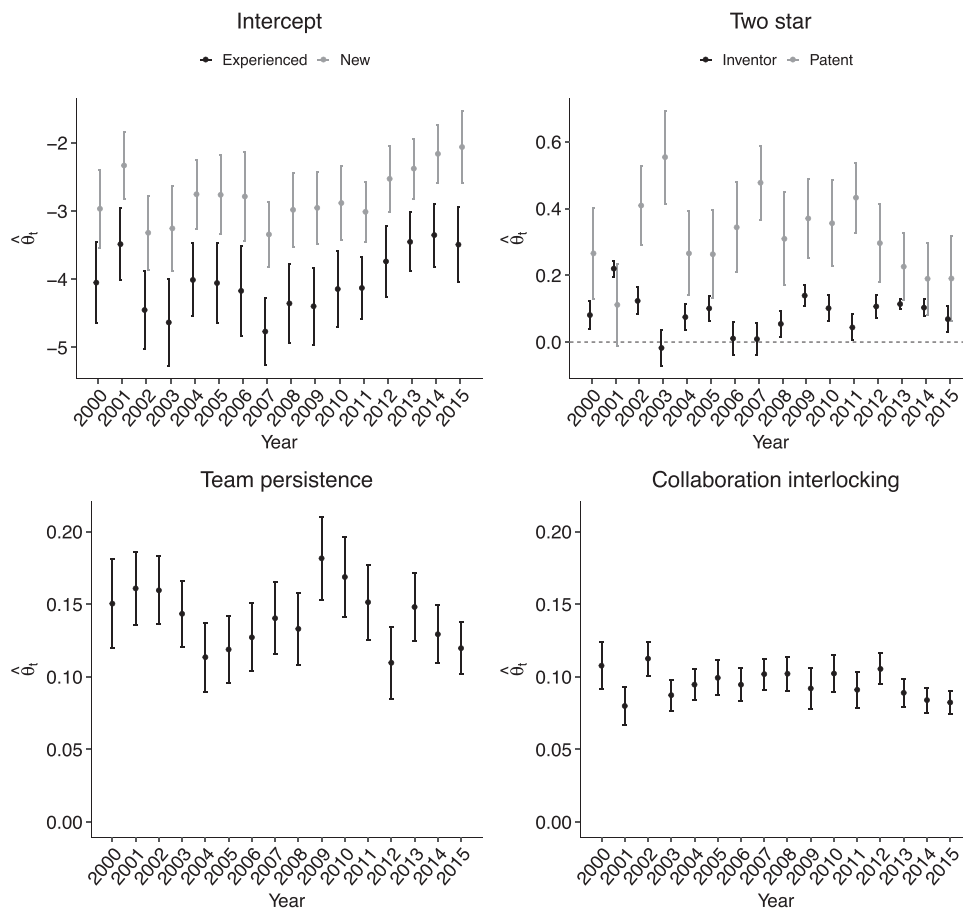 Intercept
Experienced New
−2
−3
−4
−5
θ̂t
2000 2001 2002 2003 2004 2005 2006 2007 2008 2009 2010 2011 2012 2013 2014 2015
Year
Two star
Inventor Patent
0.6
0.4
0.2
0.0
θ̂t
2000 2001 2002 2003 2004 2005 2006 2007 2008 2009 2010 2011 2012 2013 2014 2015
Year
Team persistence
0.20
0.15
0.10
0.05
0.00
θ̂t
2000 2001 2002 2003 2004 2005 2006 2007 2008 2009 2010 2011 2012 2013 2014 2015
Year
Collaboration interlocking
0.20
0.15
0.10
0.05
0.00
θ̂t
2000 2001 2002 2003 2004 2005 2006 2007 2008 2009 2010 2011 2012 2013 2014 2015
Year